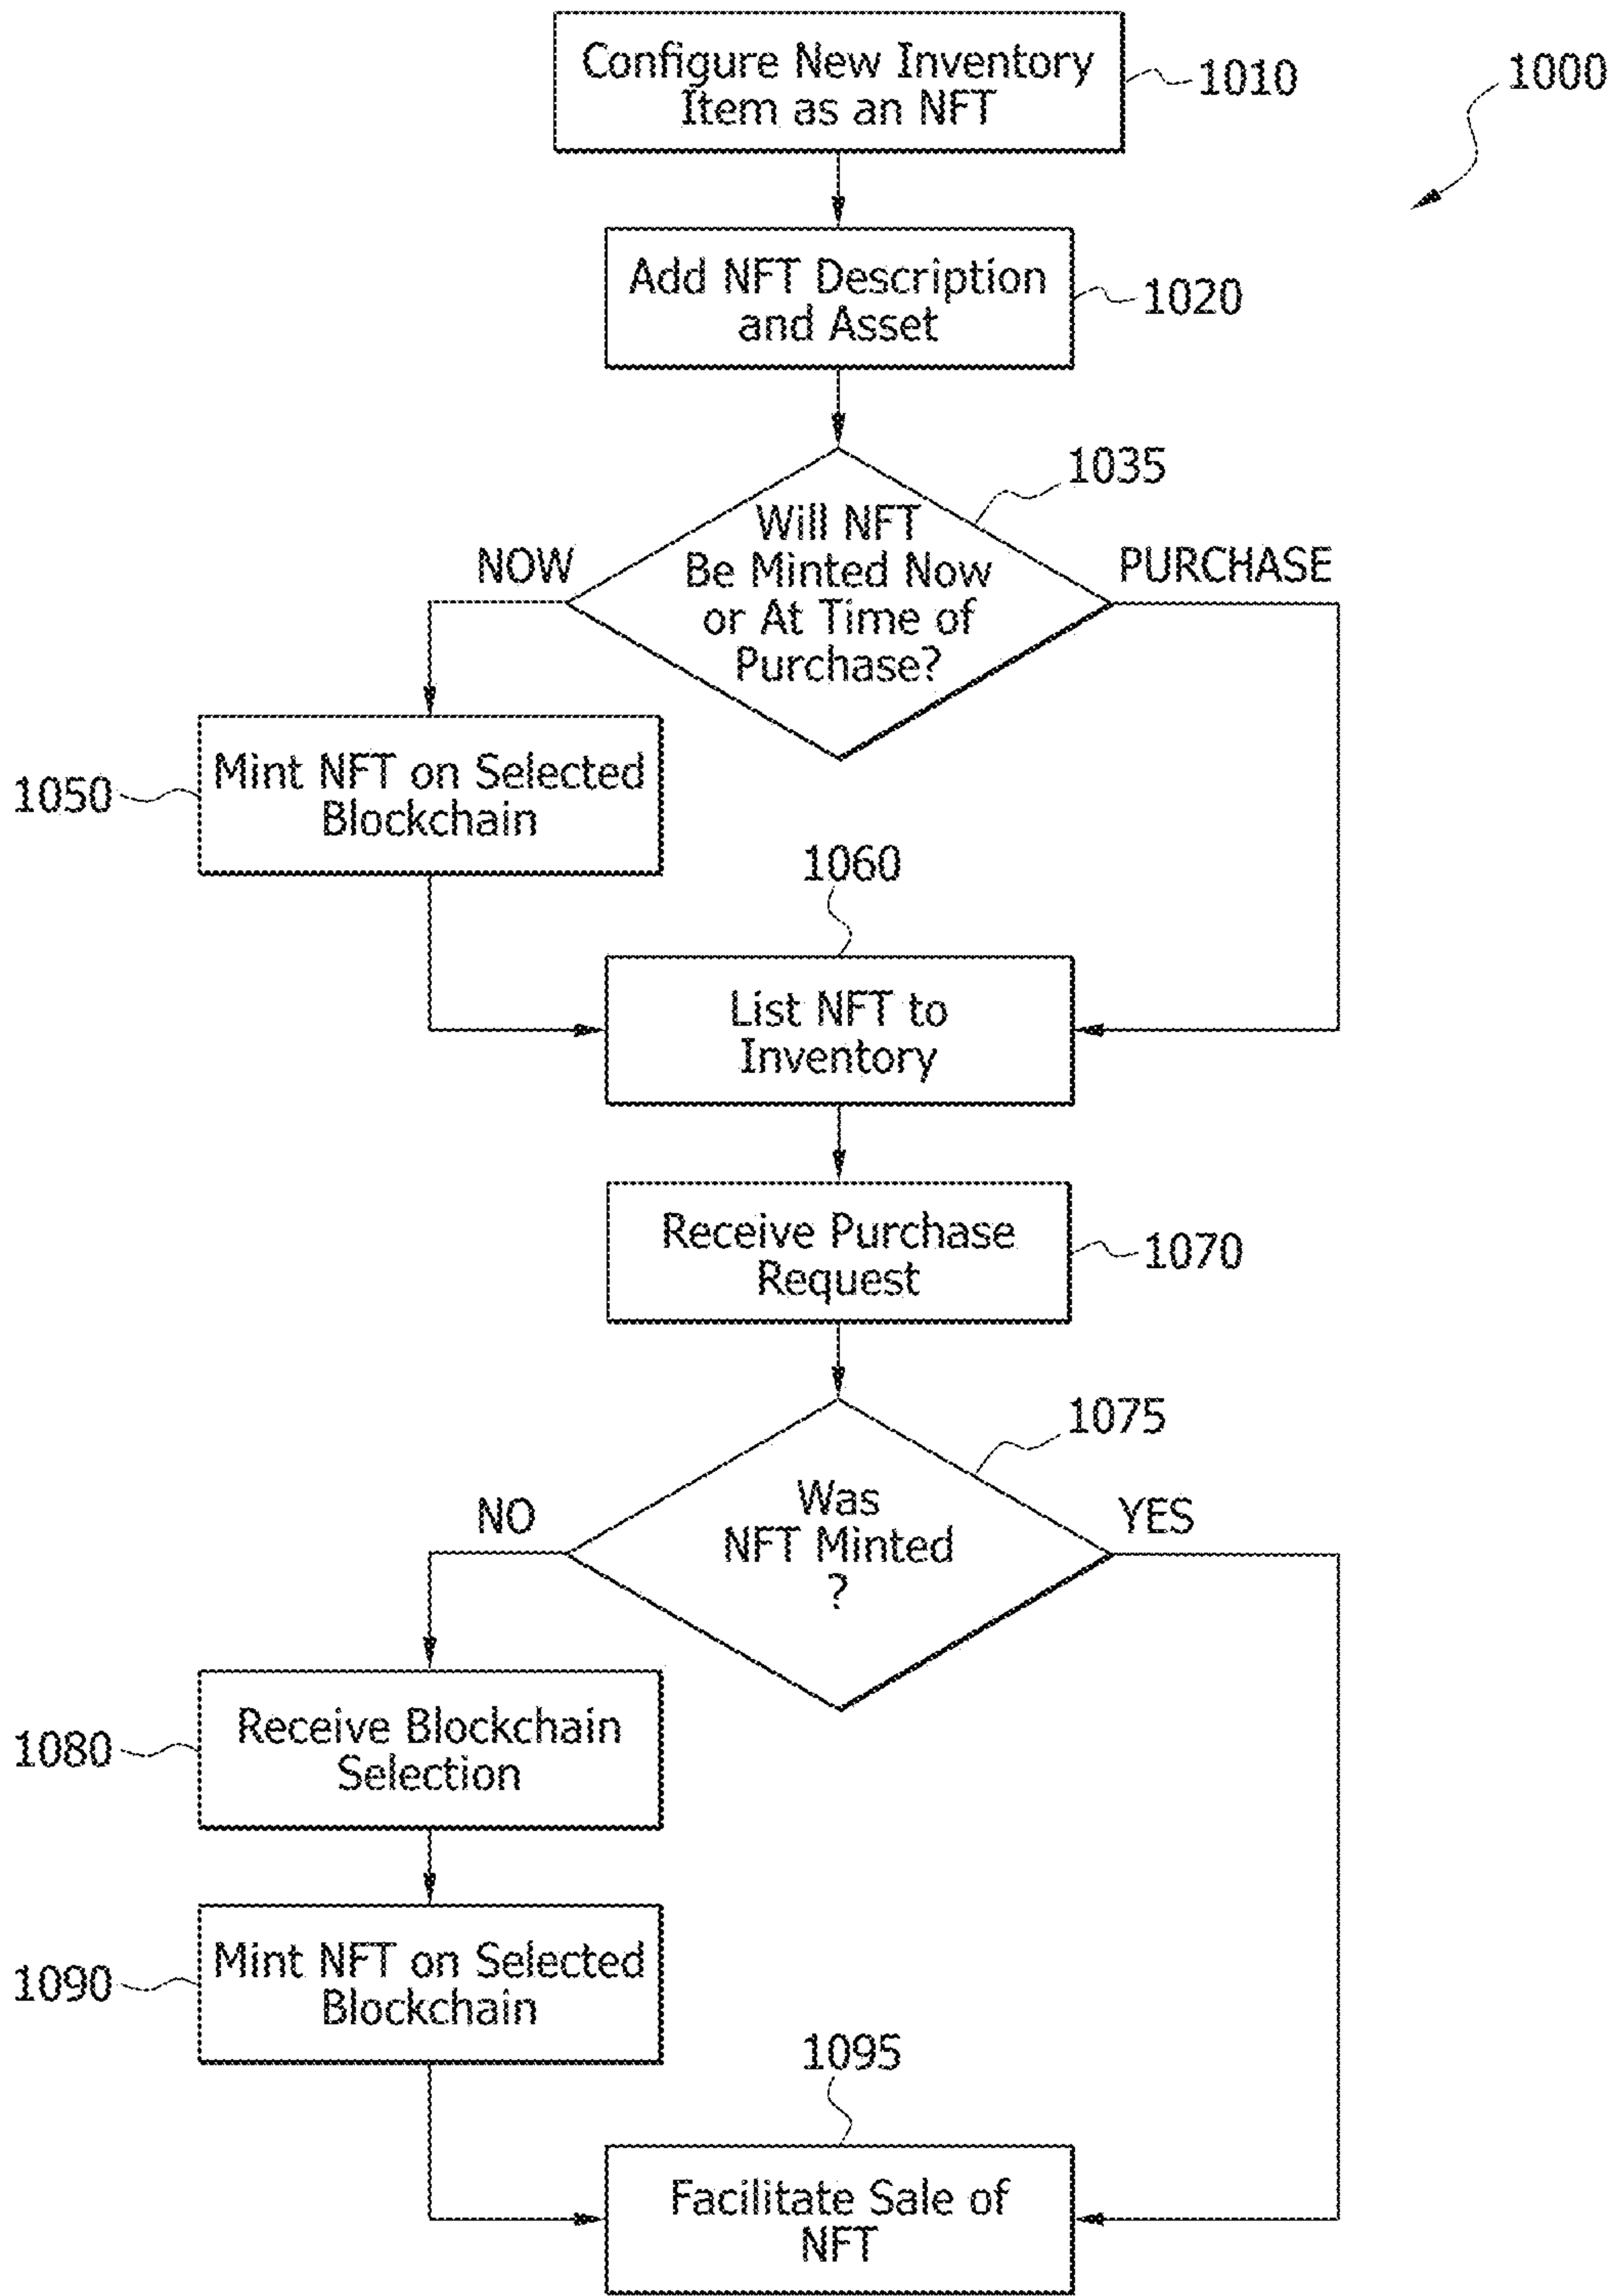 Configure New Inventory
Item as an NFT
1010
1000
Add NFT Description
and Asset
1020
1035
Will NFT
Be Minted Now
or At Time of
Purchase?
NOW
PURCHASE
Mint NFT on Selected
Blockchain
1050
1060
List NFT to
Inventory
Receive Purchase
Request
1070
1075
Was
NFT Minted
?
NO
YES
Receive Blockchain
Selection
1080
Mint NFT on Selected
Blockchain
1090
1095
Facilitate Sale of
NFT